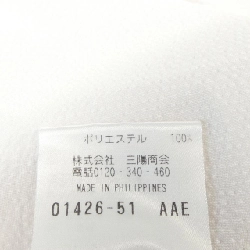 ポリエステル 100%
株式会社 三陽商会
電話0120-340-460
MADE IN PHILIPPINES
01426-51 AAE